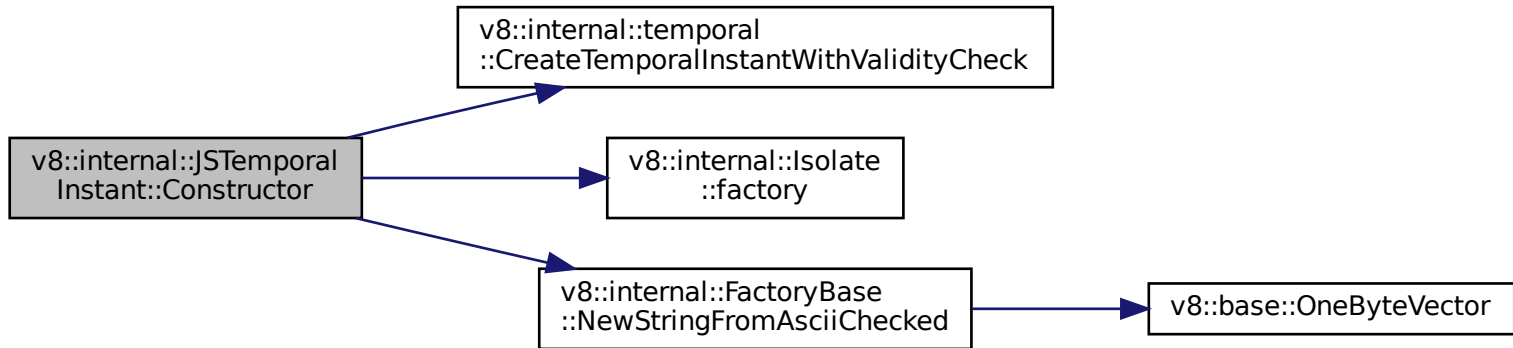 v8::internal::temporal
::CreateTemporalInstantWithValidityCheck
v8::internal::JSTemporal
Instant::Constructor
v8::internal::Isolate
::factory
v8::internal::FactoryBase
::NewStringFromAsciiChecked
v8::base::OneByteVector